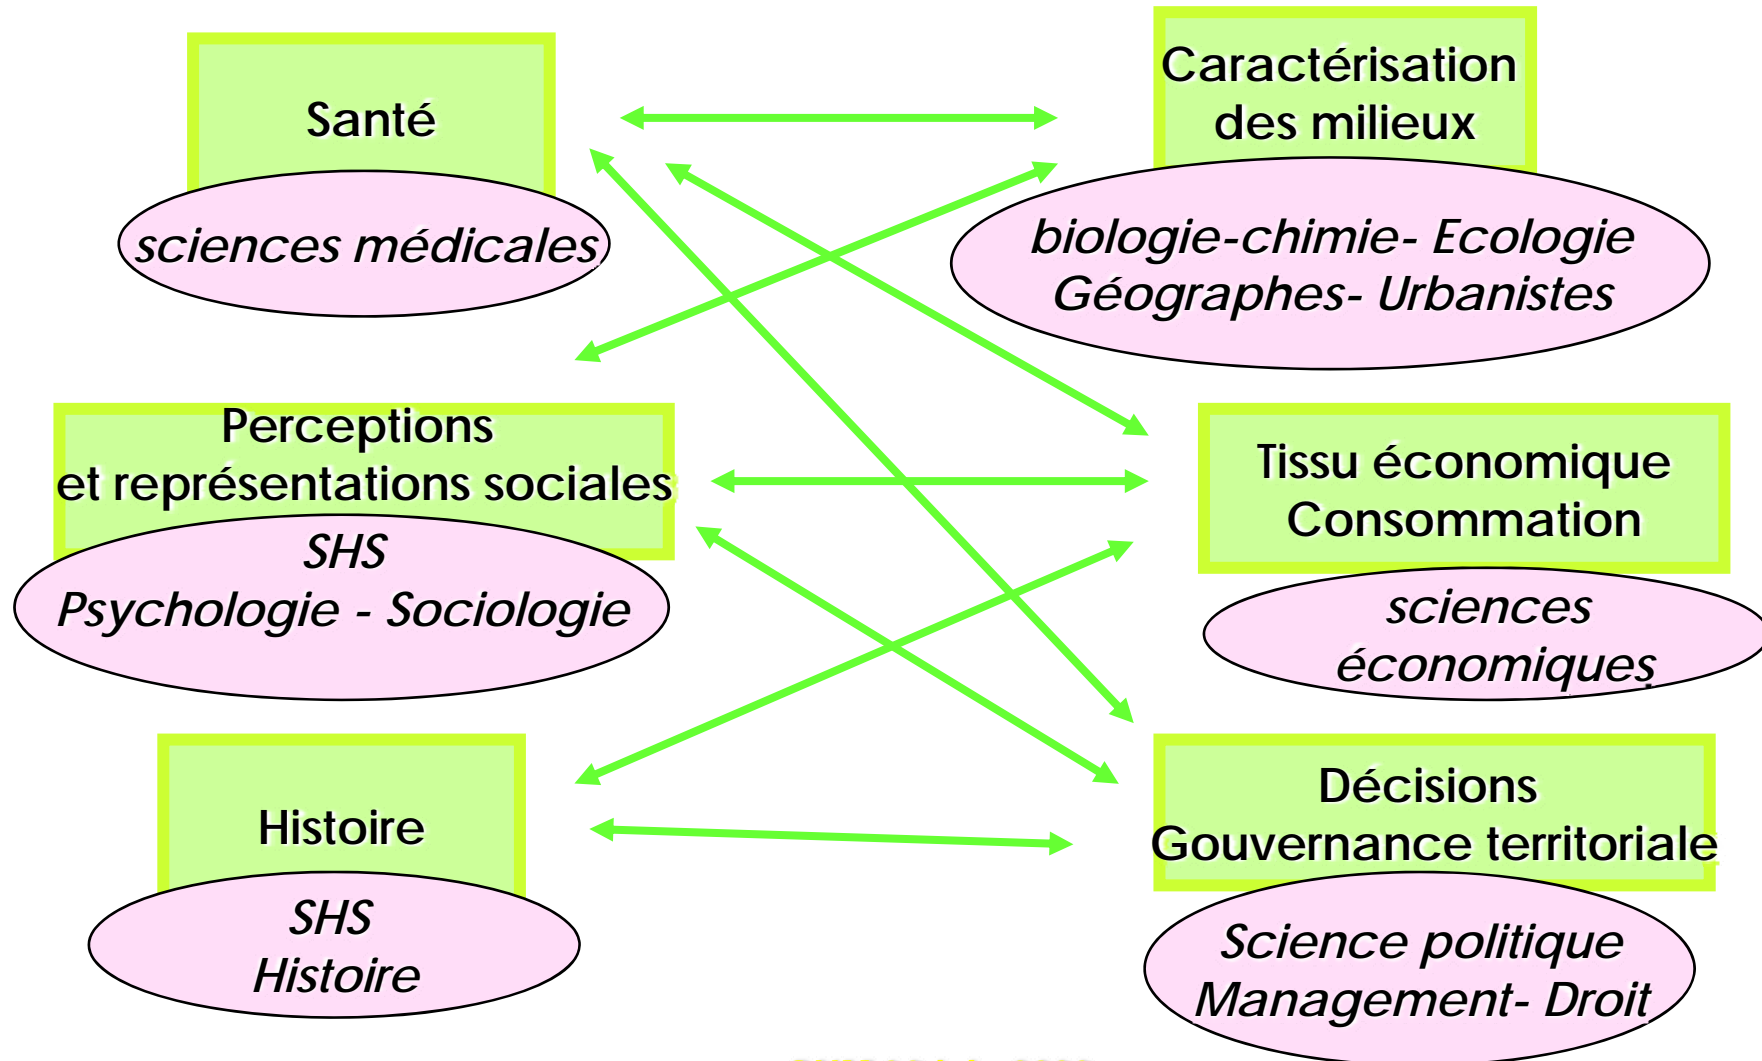 Santé
sciences médicales
Caractérisation
des milieux
biologie-chimie- Ecologie
Géographes- Urbanistes
Perceptions
et représentations sociales
SHS
Psychologie - Sociologie
Tissu économique
Consommation
sciences
économiques
Histoire
SHS
Histoire
Décisions
Gouvernance territoriale
Science politique
Management- Droit